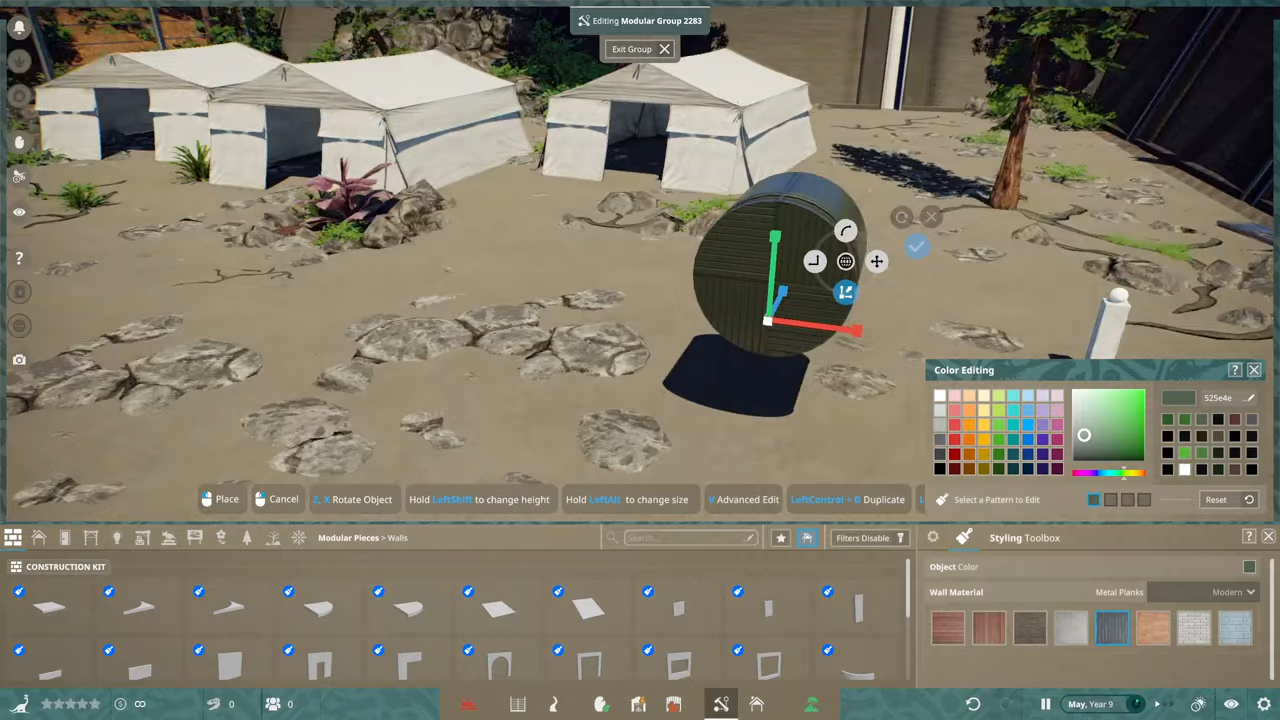 Editing Modular Group 2283
Exit Group
?
Color Editing
?
525e4e
Select a Pattern to Edit
Reset
Place
Cancel
Z, X Rotate Object
Hold LeftShift to change height
Hold LeftAlt to change size
V Advanced Edit
LeftControl + D Duplicate
L
Modular Pieces > Walls
Search...
Filters Disable
Styling Toolbox
?
CONSTRUCTION KIT
Object Color
Wall Material
Metal Planks
Modern
$ ∞
0
0
May, Year 9